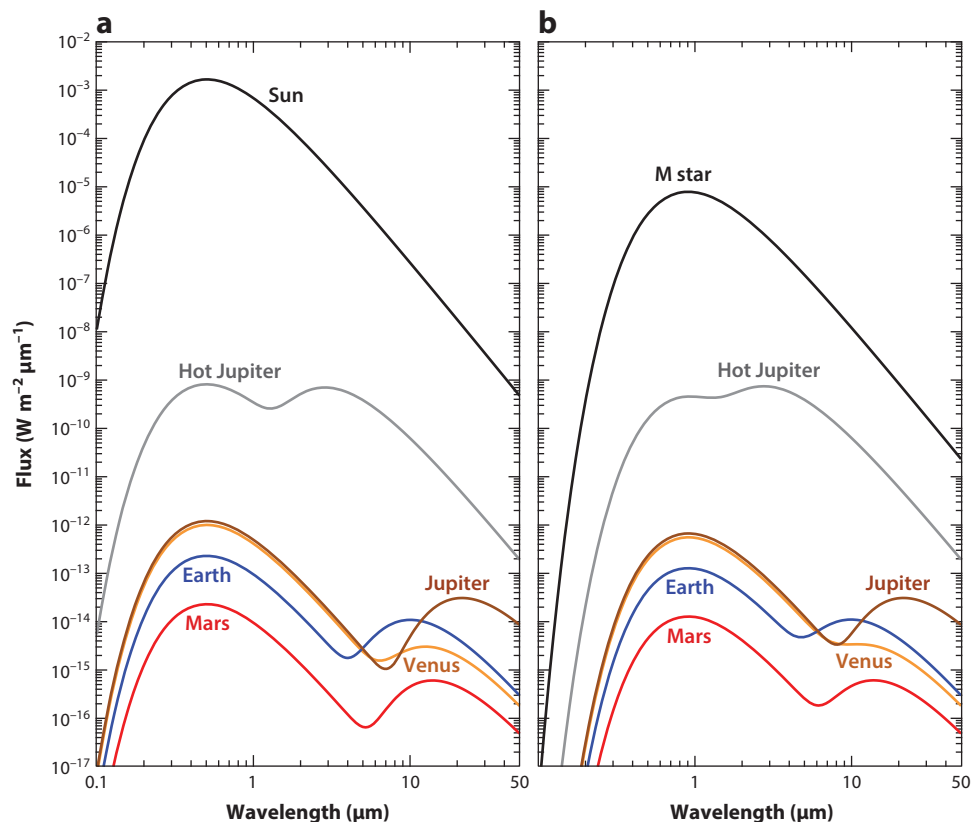 a
b
10⁻²
10⁻³
10⁻⁴
10⁻⁵
10⁻⁶
10⁻⁷
10⁻⁸
10⁻⁹
10⁻¹⁰
10⁻¹¹
10⁻¹²
10⁻¹³
10⁻¹⁴
10⁻¹⁵
10⁻¹⁶
10⁻¹⁷
Flux (W m⁻² μm⁻¹)
Sun
Hot Jupiter
Earth
Mars
Jupiter
Venus
0.1
1
10
50
Wavelength (μm)
M star
Hot Jupiter
Earth
Mars
Jupiter
Venus
1
10
50
Wavelength (μm)